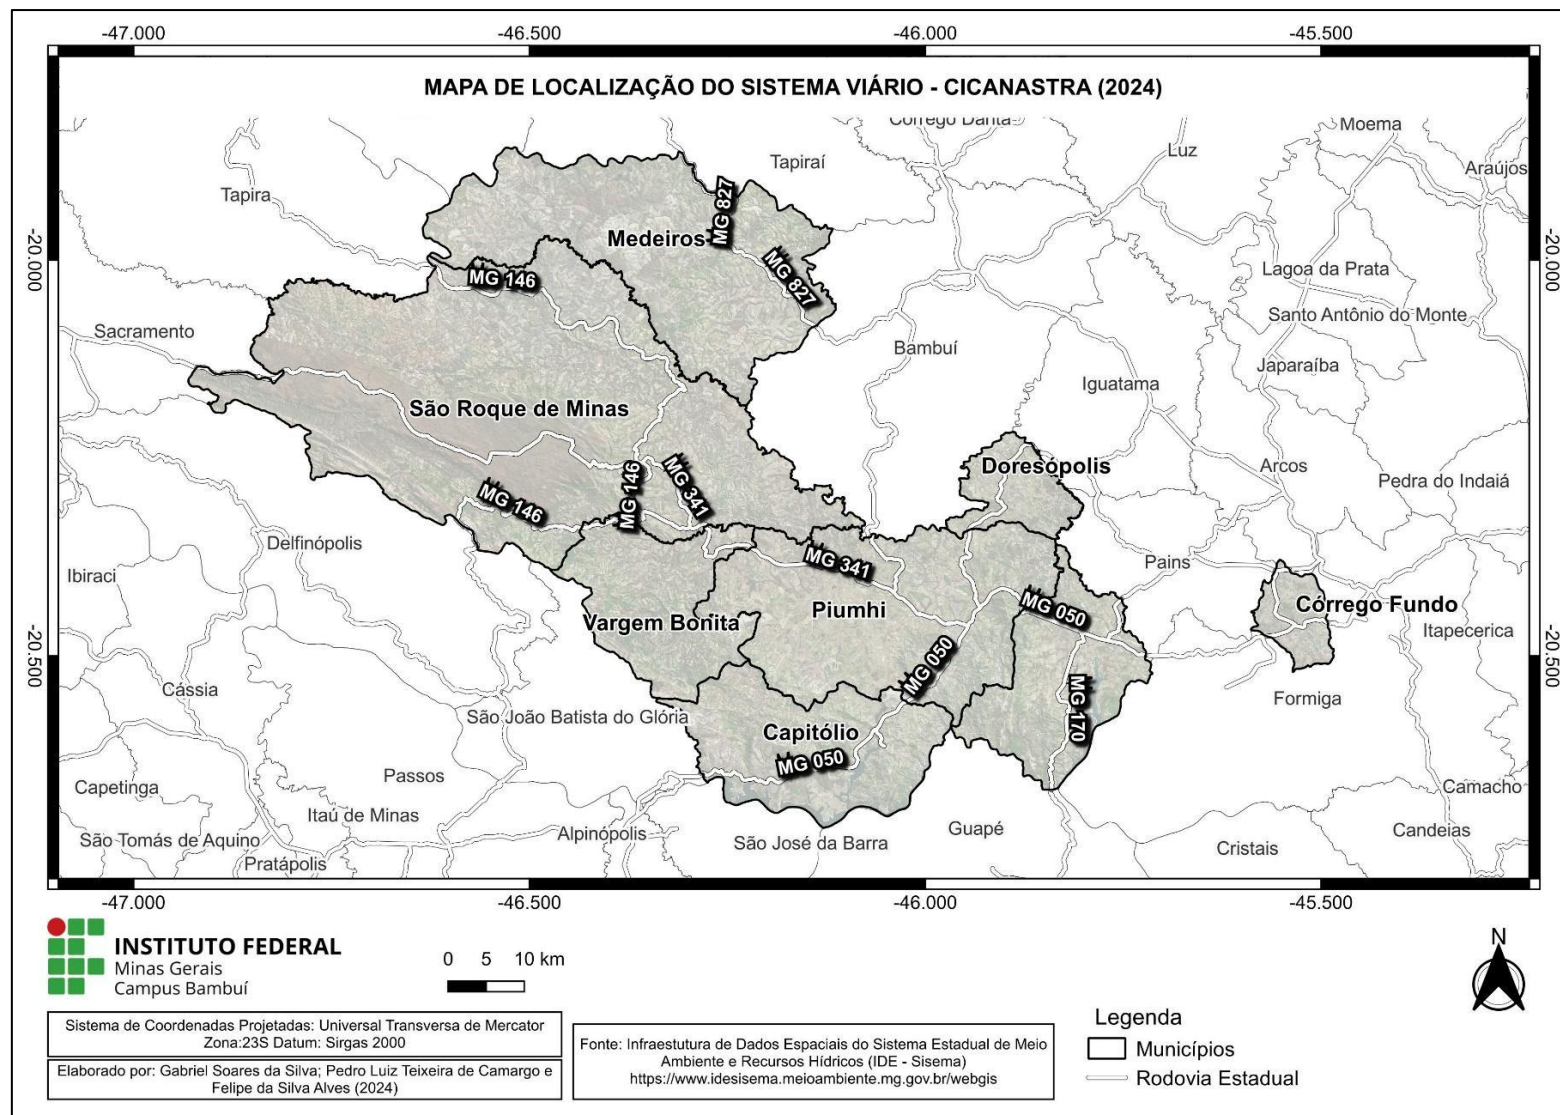 -47.000
-46.500
-46.000
-45.500
MAPA DE LOCALIZAÇÃO DO SISTEMA VIÁRIO - CICANASTRA (2024)
Córrego Danta
Moema
Tapiraí
Luz
Araújos
Tapira
MG 827
Medeiros
-20.000
-20.000
MG 146
MG 827
Lagoa da Prata
Santo Antônio do Monte
Sacramento
Bambuí
Japaraíba
Iguatama
São Roque de Minas
Doresópolis
Arcos
Pedra do Indaiá
MG 146
MG 146
MG 341
Delfinópolis
MG 341
Pains
Ibiraci
Piumhi
MG 050
Córrego Fundo
Vargem Bonita
Itapecerica
-20.500
-20.500
MG 050
Cássia
São João Batista do Glória
MG 170
Formiga
Capitólio
MG 050
Passos
Capetinga
Camacho
Itaú de Minas
São Tomás de Aquino
Alpinópolis
São José da Barra
Guapé
Candeias
Cristais
Pratápolis
-47.000
-46.500
-46.000
-45.500
INSTITUTO FEDERAL
Minas Gerais
Campus Bambuí
0 5 10 km
N
Sistema de Coordenadas Projetadas: Universal Transversa de Mercator
Zona:23S Datum: Sirgas 2000
Elaborado por: Gabriel Soares da Silva; Pedro Luiz Teixeira de Camargo e
Felipe da Silva Alves (2024)
Fonte: Infraestutura de Dados Espaciais do Sistema Estadual de Meio
Ambiente e Recursos Hídricos (IDE - Sisema)
https://www.idesisema.meioambiente.mg.gov.br/webgis
Legenda
Municípios
Rodovia Estadual